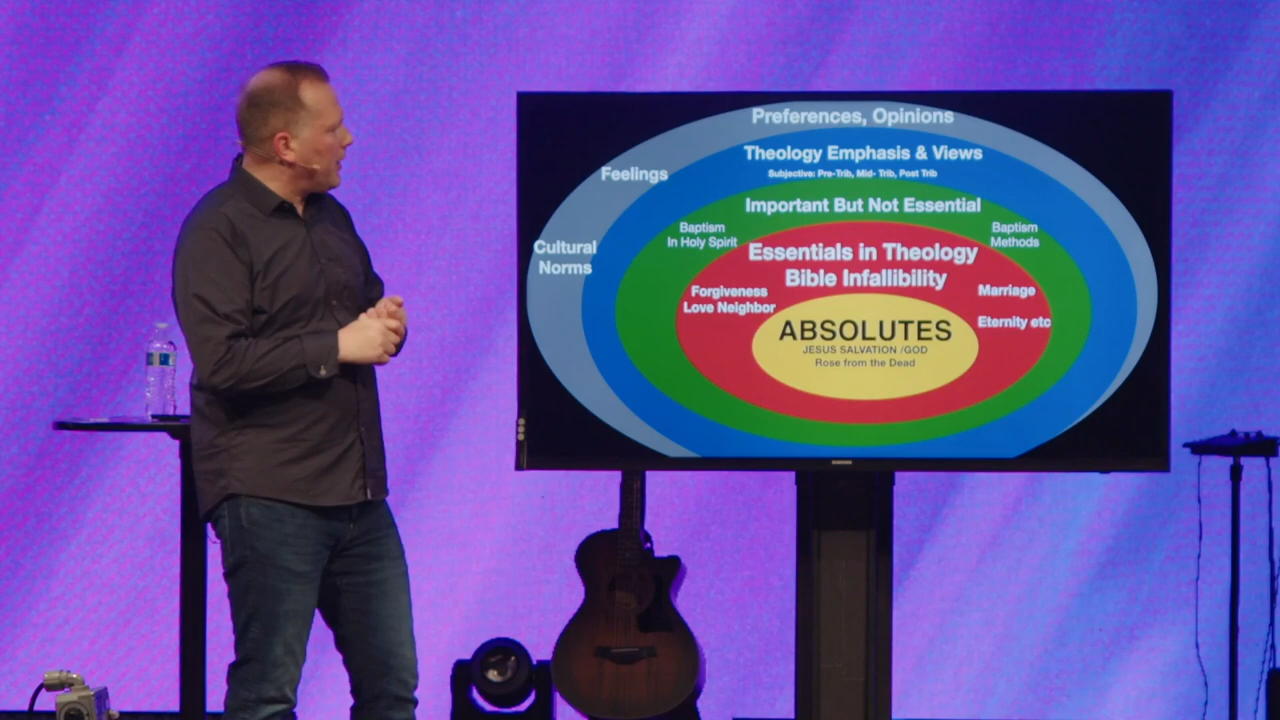 Preferences, Opinions
Theology Emphasis & Views
Subjective: Pre-Trib, Mid- Trib, Post Trib
Feelings
Important But Not Essential
Baptism
In Holy Spirit
Baptism
Methods
Cultural
Norms
Essentials in Theology
Bible Infallibility
Forgiveness
Love Neighbor
Marriage
Eternity etc
ABSOLUTES
JESUS SALVATION /GOD
Rose from the Dead